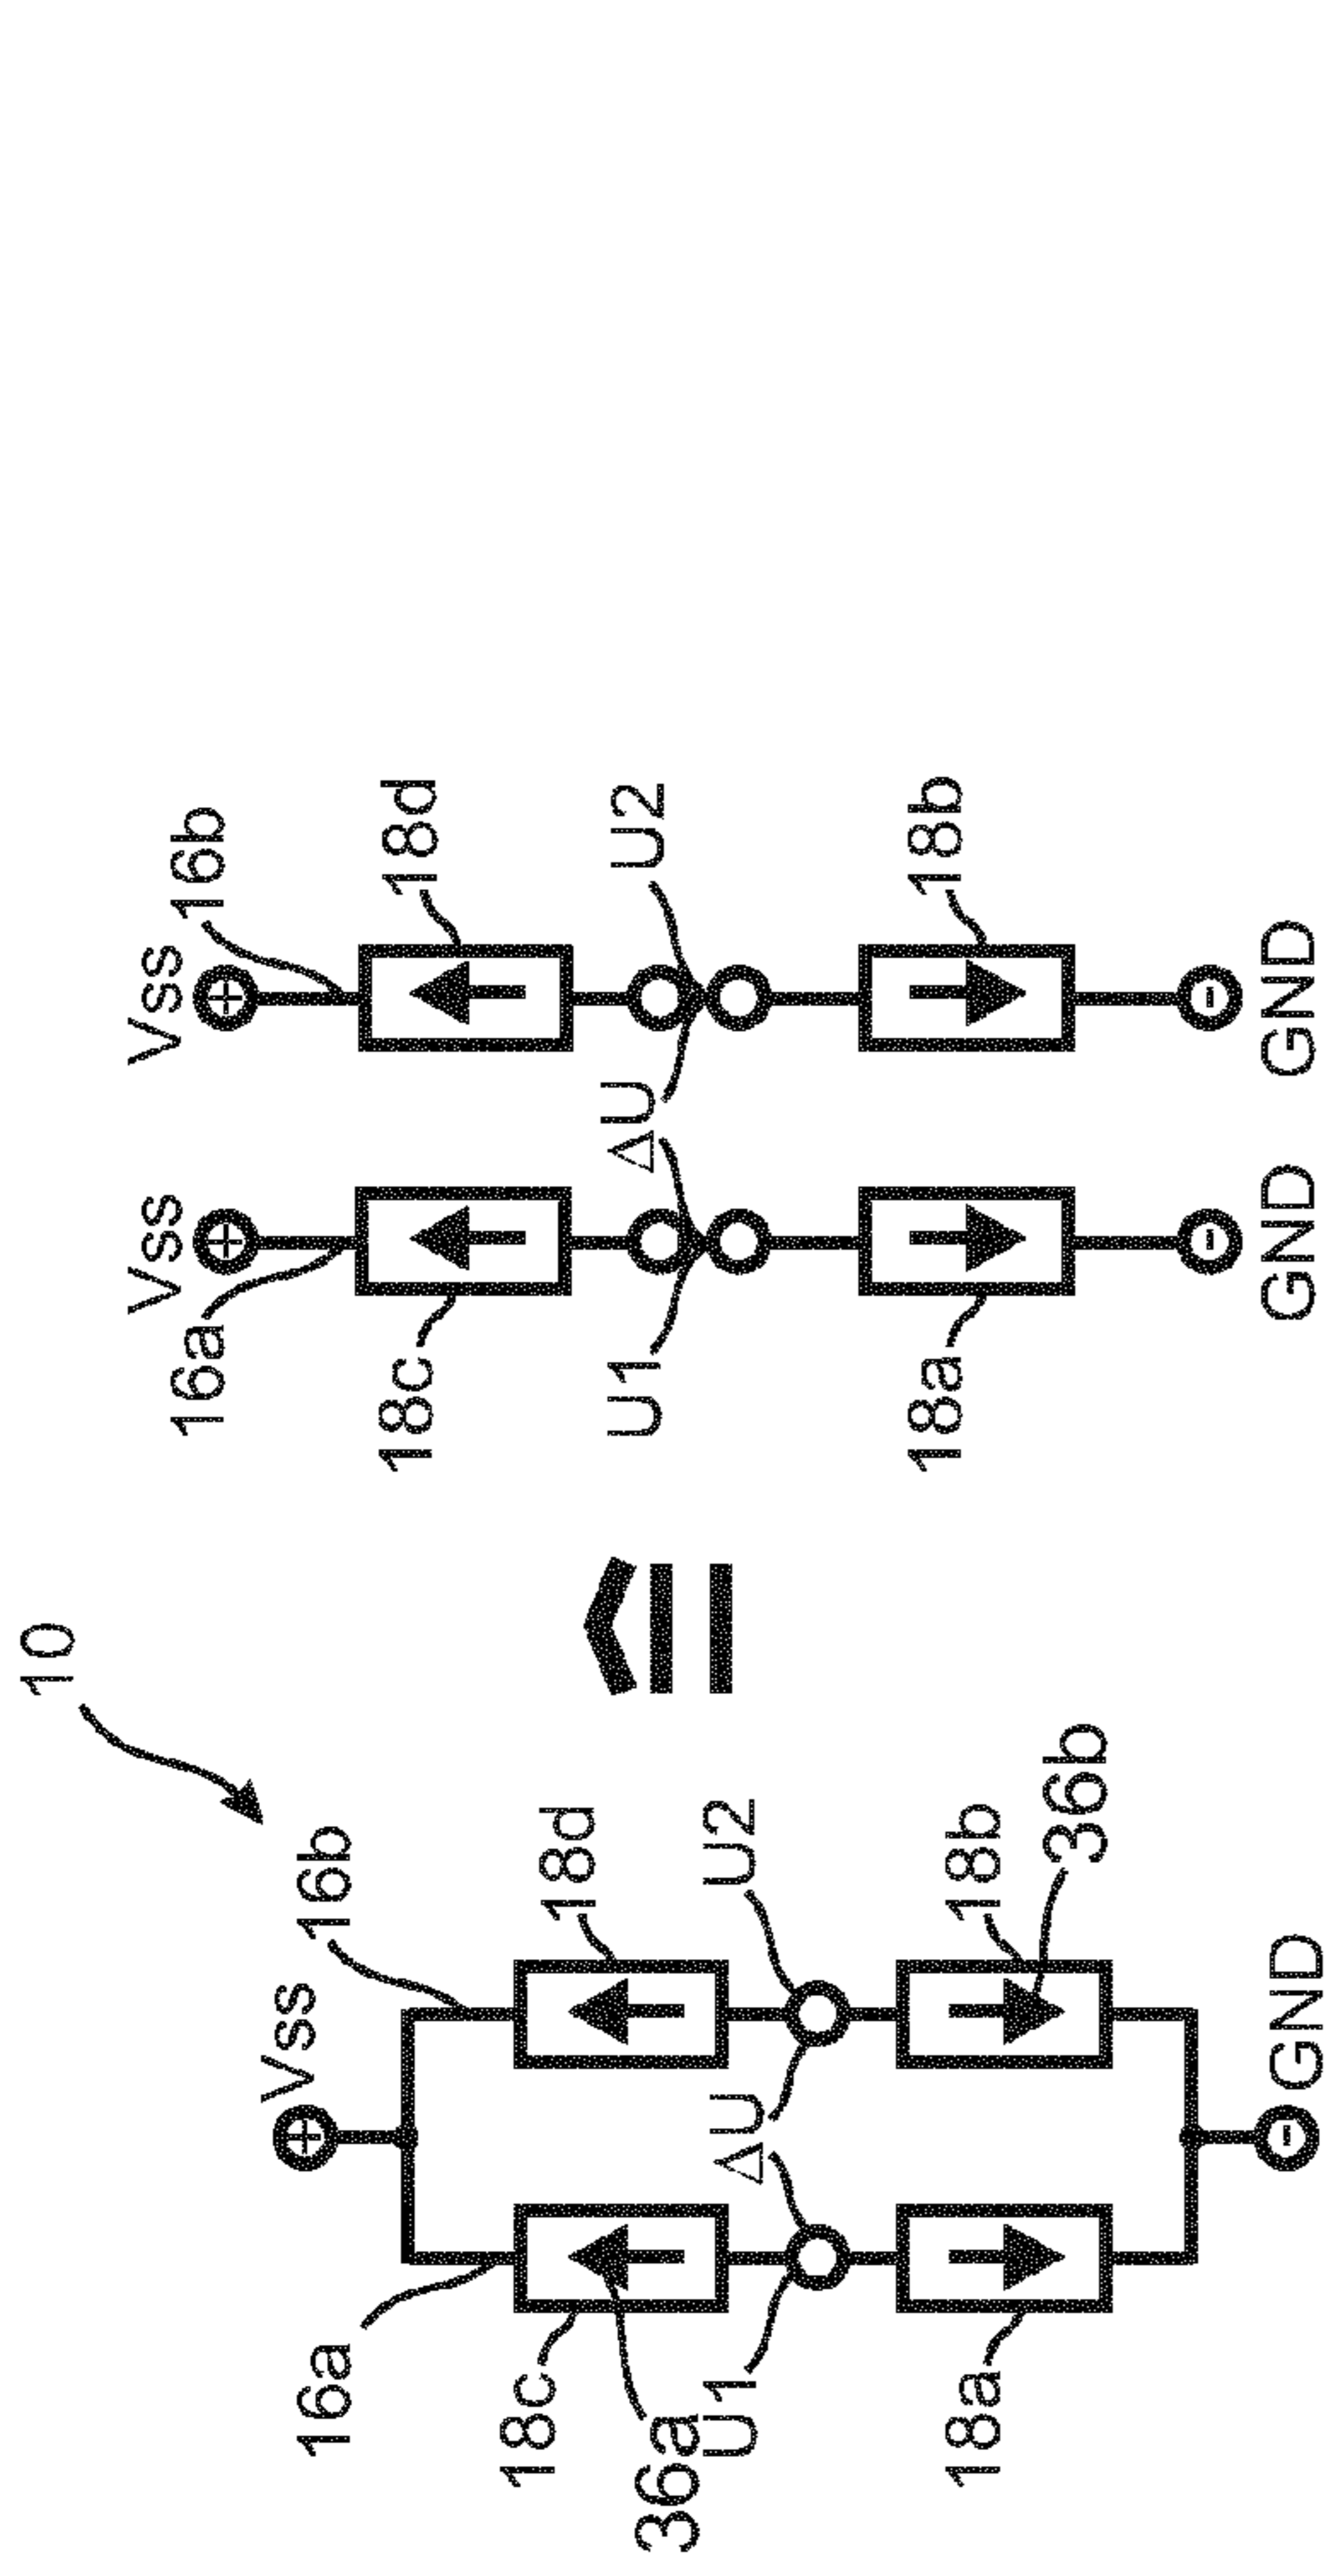 10
Vss
16a
16b
18c
18d
36a
U1
ΔU
U2
18a
18b
36b
GND
Vss
Vss
16a
16b
18c
18d
U1
ΔU
U2
18a
18b
GND
GND